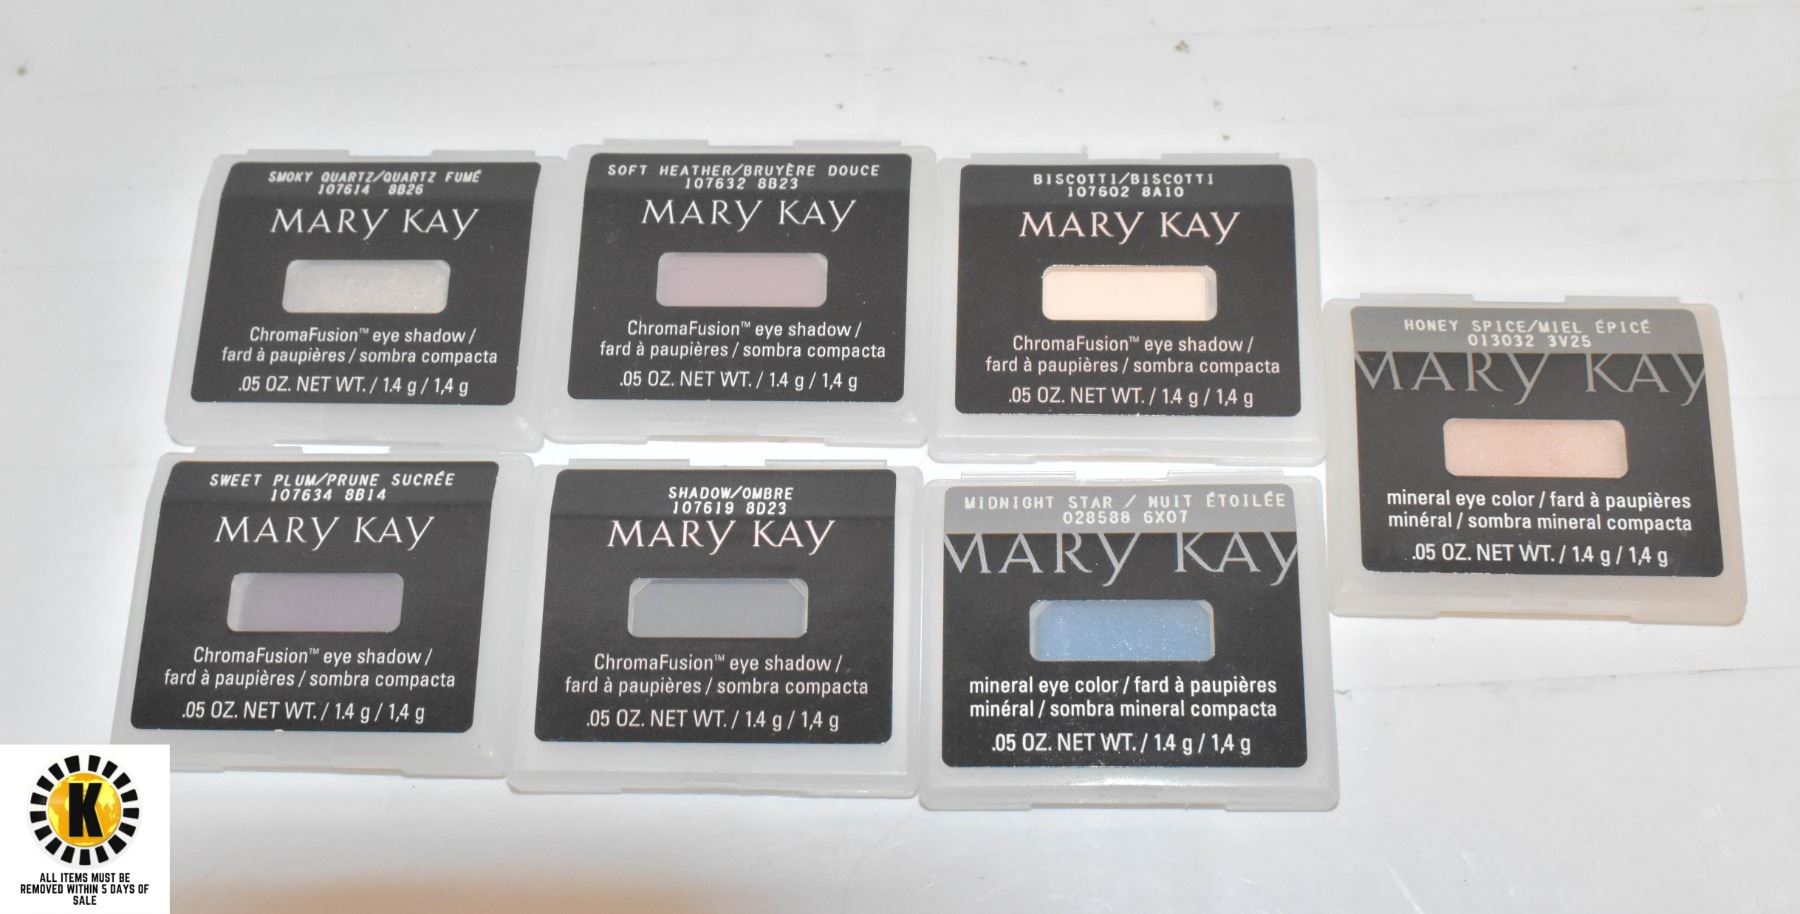 SMOKY QUARTZ/QUARTZ FUMÉ
107614 8B26
MARY KAY
ChromaFusion™ eye shadow /
fard à paupières / sombra compacta
.05 OZ. NET WT. / 1.4 g / 1,4 g
SOFT HEATHER/BRUYÈRE DOUCE
107632 8B23
MARY KAY
ChromaFusion™ eye shadow /
fard à paupières / sombra compacta
.05 OZ. NET WT. / 1.4 g / 1,4 g
BISCOTTI/BISCOTTI
107602 8A10
MARY KAY
ChromaFusion™ eye shadow /
fard à paupières / sombra compacta
.05 OZ. NET WT. / 1.4 g / 1,4 g
HONEY SPICE/MIEL ÉPICÉ
013032 3V25
MARY KAY
mineral eye color / fard à paupières
minéral / sombra mineral compacta
.05 OZ. NET WT. / 1.4 g / 1,4 g
SWEET PLUM/PRUNE SUCRÉE
107634 8B14
MARY KAY
ChromaFusion™ eye shadow /
fard à paupières / sombra compacta
.05 OZ. NET WT. / 1.4 g / 1,4 g
SHADOW/OMBRE
107619 8D23
MARY KAY
ChromaFusion™ eye shadow /
fard à paupières / sombra compacta
.05 OZ. NET WT. / 1.4 g / 1,4 g
MIDNIGHT STAR / NUIT ÉTOILÉE
028588 6X07
MARY KAY
mineral eye color / fard à paupières
minéral / sombra mineral compacta
.05 OZ. NET WT. / 1.4 g / 1,4 g
K
ALL ITEMS MUST BE
REMOVED WITHIN 5 DAYS OF
SALE